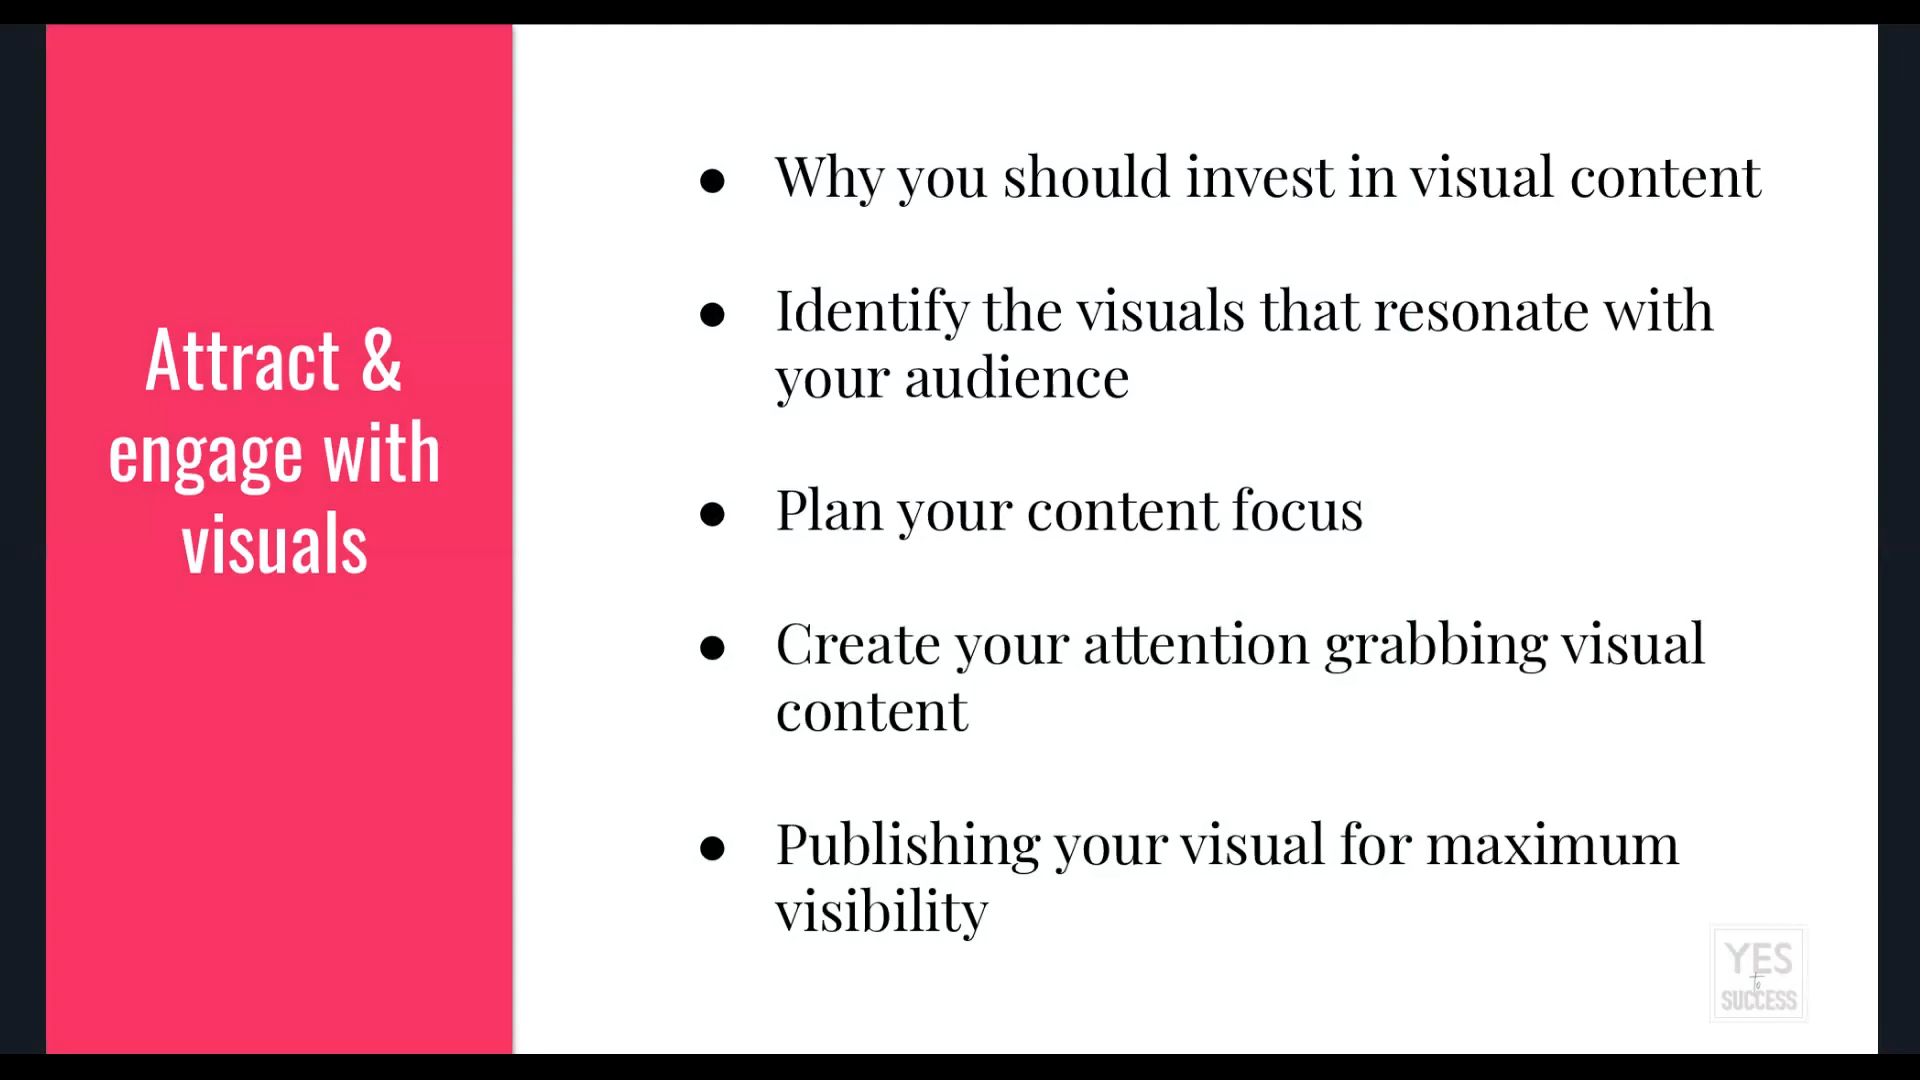 Attract &
engage with
visuals
● Why you should invest in visual content
● Identify the visuals that resonate with
your audience
● Plan your content focus
● Create your attention grabbing visual
content
● Publishing your visual for maximum
visibility
YES
to
SUCCESS